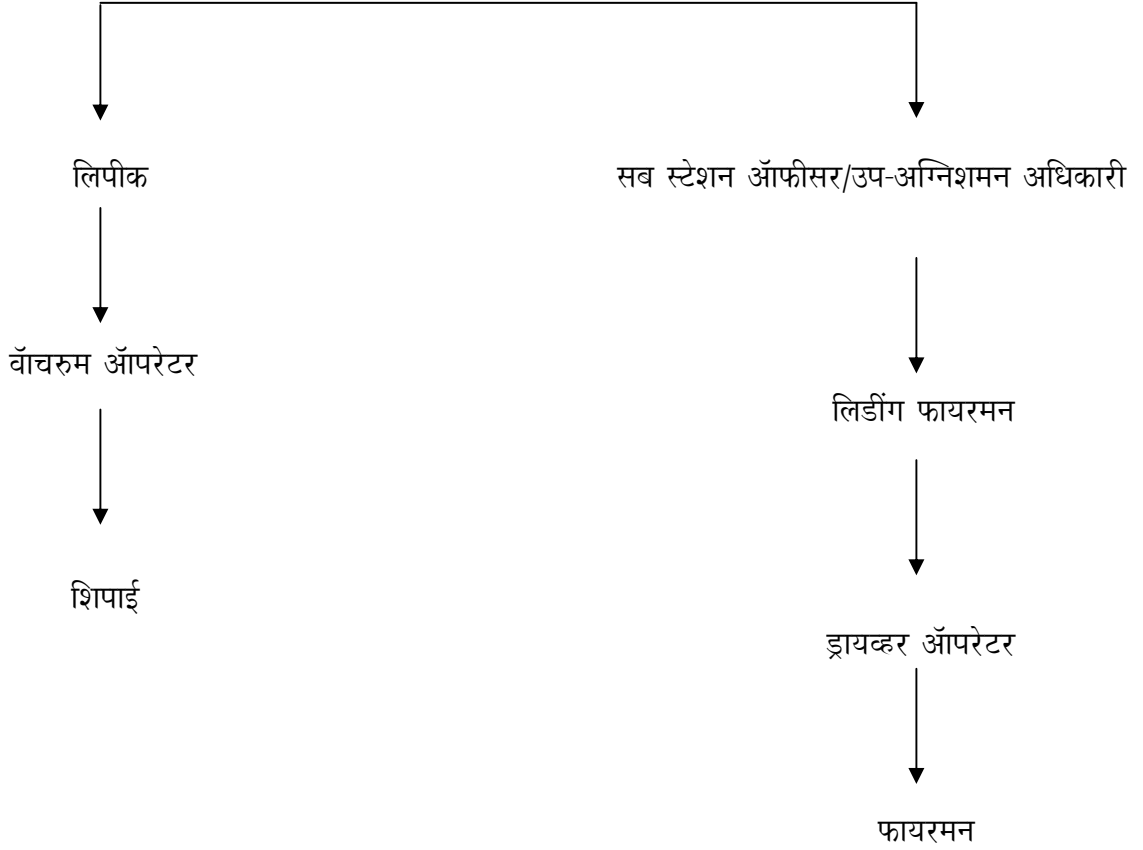 लिपीक
सब स्टेशन ऑफीसर/उप-अग्निशमन अधिकारी
वॉचरुम ऑपरेटर
लिडींग फायरमन
शिपाई
ड्रायव्हर ऑपरेटर
फायरमन